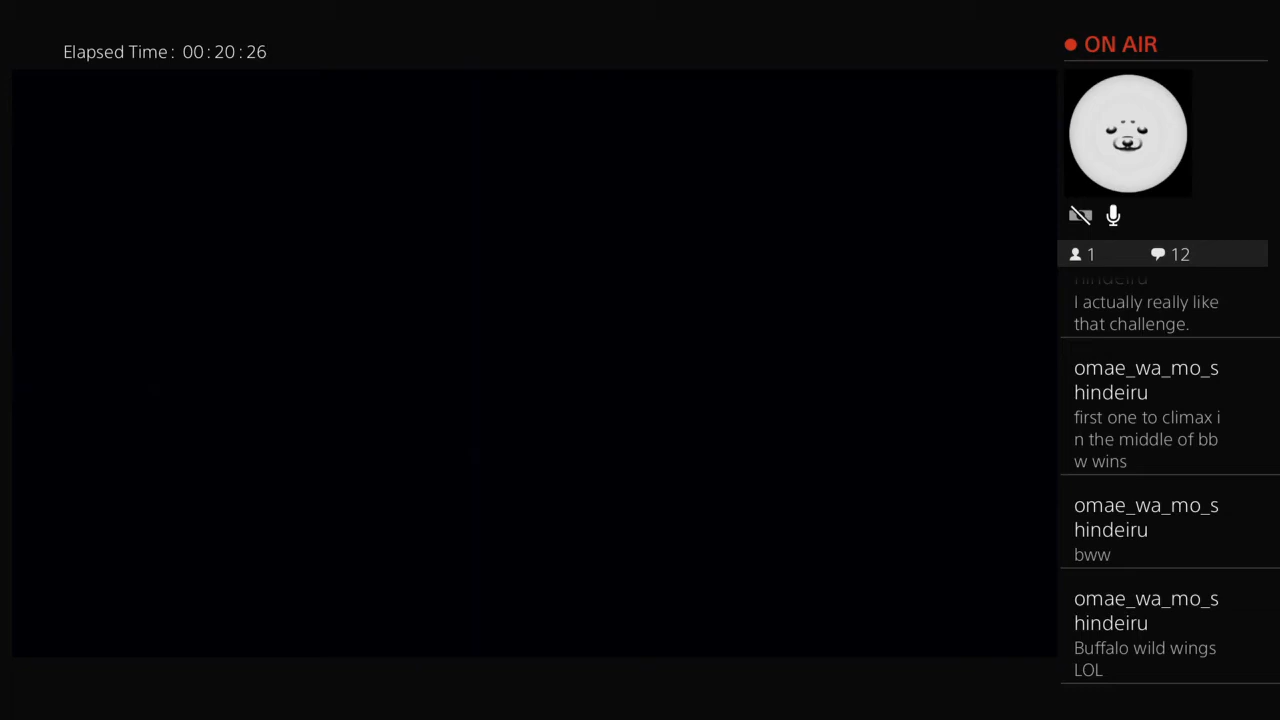 Elapsed Time: 00:20:26
ON AIR
1 12
hindeiru
I actually really like
that challenge.
omae_wa_mo_s
hindeiru
first one to climax i
n the middle of bb
w wins
omae_wa_mo_s
hindeiru
bww
omae_wa_mo_s
hindeiru
Buffalo wild wings
LOL